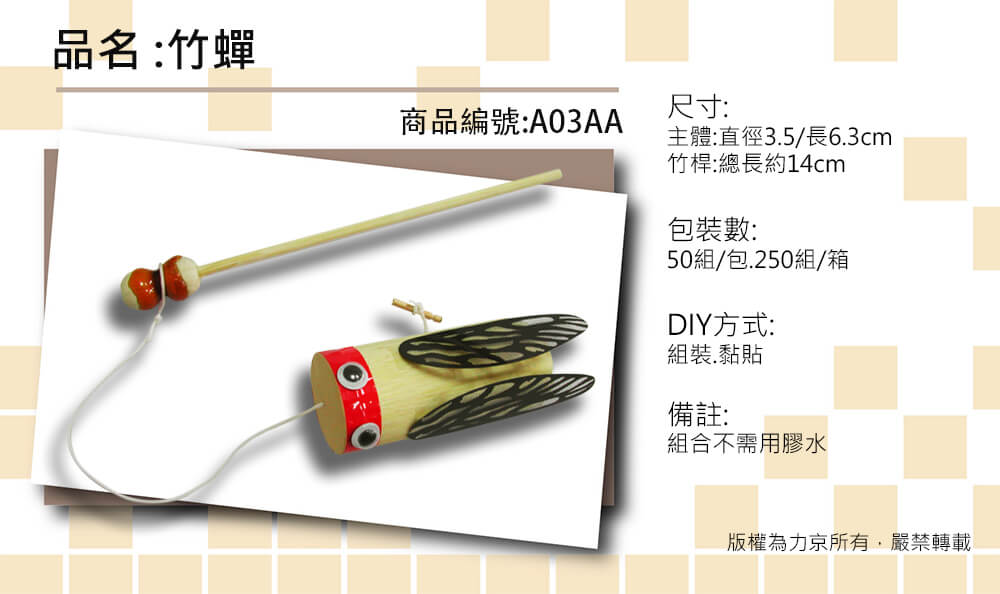 品名 :竹蟬
商品編號:A03AA
尺寸:
主體:直徑3.5/長6.3cm
竹桿:總長約14cm
包裝數:
50組/包.250組/箱
DIY方式:
組裝.黏貼
備註:
組合不需用膠水
版權為力京所有，嚴禁轉載